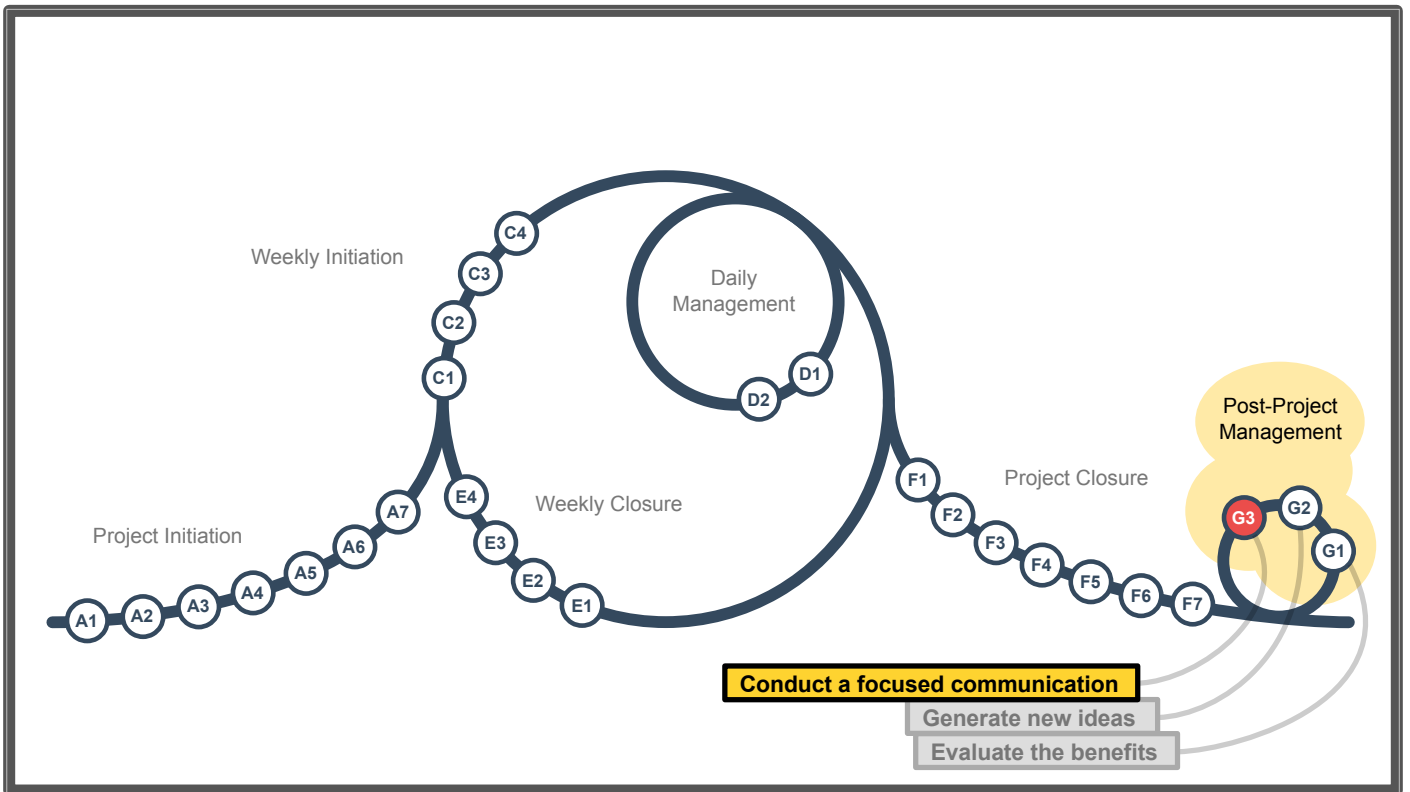 Weekly Initiation
C4
C3
C2
C1
Daily
Management
D1
D2
Project Initiation
A1
A2
A3
A4
A5
A6
A7
Weekly Closure
E4
E3
E2
E1
Project Closure
F1
F2
F3
F4
F5
F6
F7
Post-Project
Management
G3
G2
G1
Conduct a focused communication
Generate new ideas
Evaluate the benefits